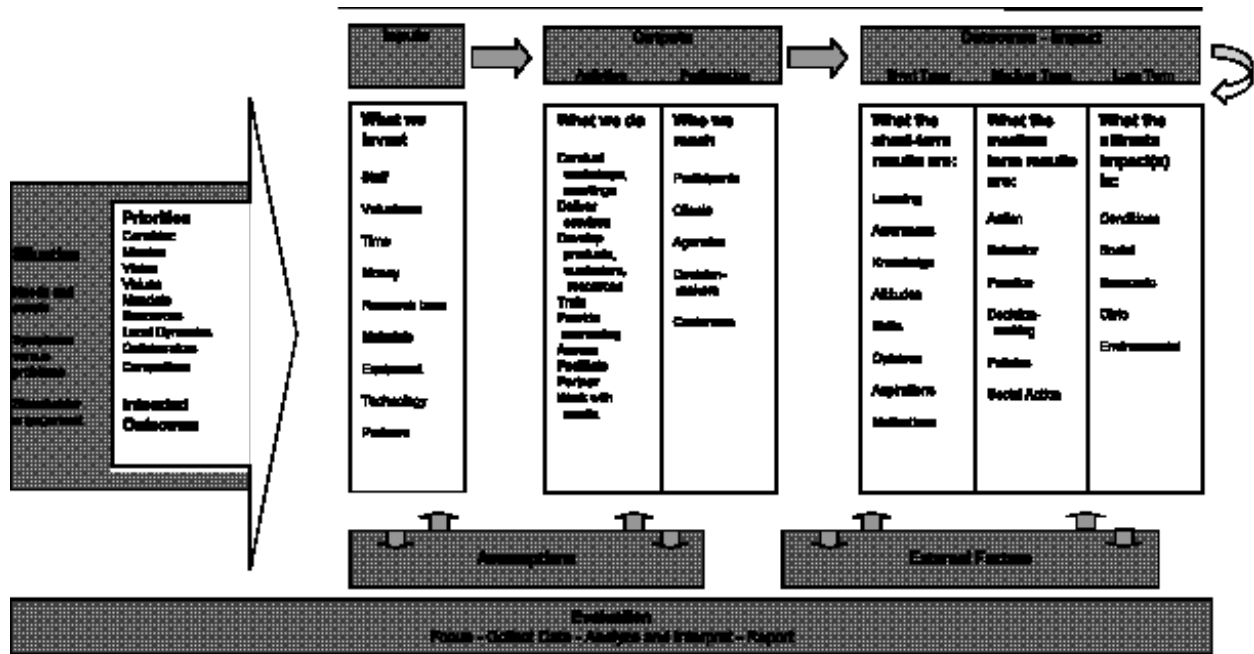 Inputs
Outputs
Activities Participation
Outcomes - Impact
Short Term Medium Term Long Term
Situation
Needs and
assets
Symptoms
versus
problems
Stakeholder
engagement
Priorities
Consider:
Mission
Vision
Values
Mandate
Resources
Local Dynamics
Collaborators
Competitors
Intended
Outcomes
What we
invest
Staff
Volunteers
Time
Money
Research base
Materials
Equipment
Technology
Partners
What we do
Conduct
workshops,
meetings
Deliver
services
Develop
products,
curriculum,
resources
Train
Provide
counseling
Assess
Facilitate
Partner
Work with
media
Who we
reach
Participants
Clients
Agencies
Decision-
makers
Customers
What the
short-term
results are:
Learning
Awareness
Knowledge
Attitudes
Skills
Opinions
Aspirations
Motivations
What the
medium
term results
are:
Action
Behavior
Practice
Decision-
making
Policies
Social Action
What the
ultimate
impact(s)
is:
Conditions
Social
Economic
Civic
Environmental
Assumptions
External Factors
Evaluation
Focus - Collect Data - Analyze and Interpret - Report